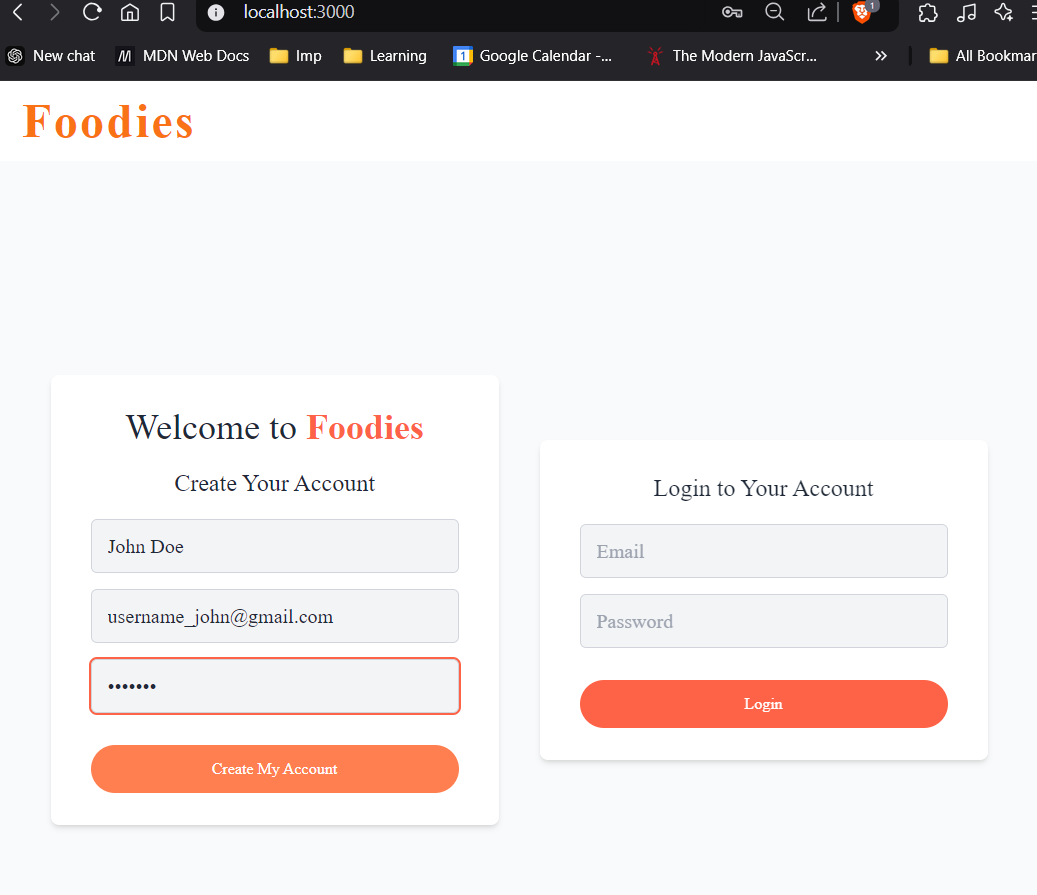 localhost:3000
1
New chat
MDN Web Docs
Imp
Learning
1
Google Calendar -...
The Modern JavaScr...
All Bookmar
Foodies
Welcome to Foodies
Create Your Account
John Doe
username_john@gmail.com
•••••••
Create My Account
Login to Your Account
Email
Password
Login